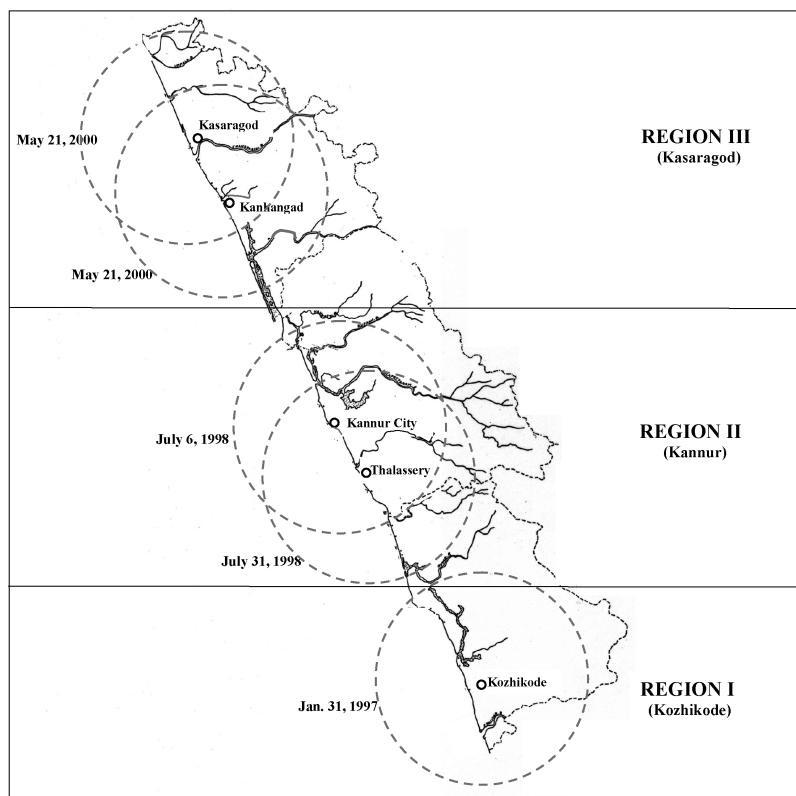 Kasaragod
May 21, 2000
REGION III
(Kasaragod)
Kanhangad
May 21, 2000
Kannur City
July 6, 1998
REGION II
(Kannur)
Thalassery
July 31, 1998
Kozhikode
REGION I
Jan. 31, 1997
(Kozhikode)